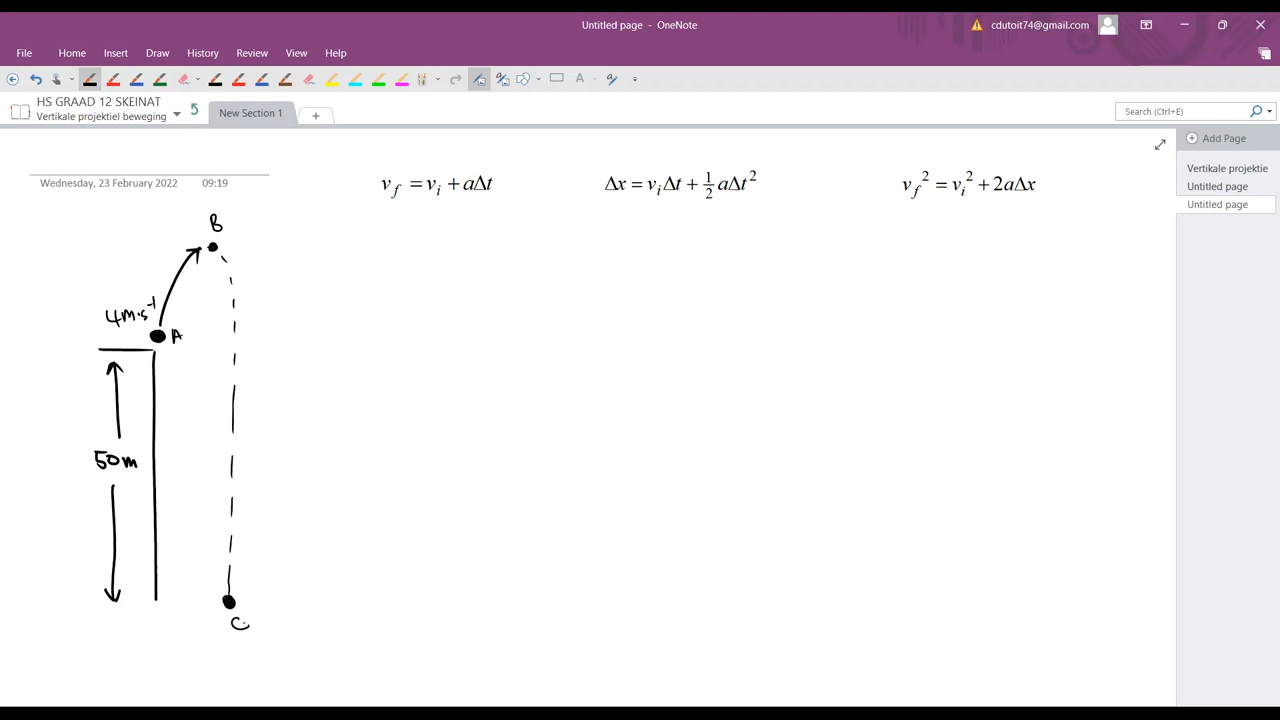 Untitled page - OneNote
cdutoit74@gmail.com
File Home Insert Draw History Review View Help
HS GRAAD 12 SKEINAT
Vertikale projektiel beweging
New Section 1
Search (Ctrl+E)
Add Page
Vertikale projektie
Untitled page
Untitled page
Wednesday, 23 February 2022 09:19
v_f = v_i + aΔt
Δx = v_iΔt + ½aΔt²
v_f² = v_i² + 2aΔx
B
4m·s⁻¹
A
50m
C